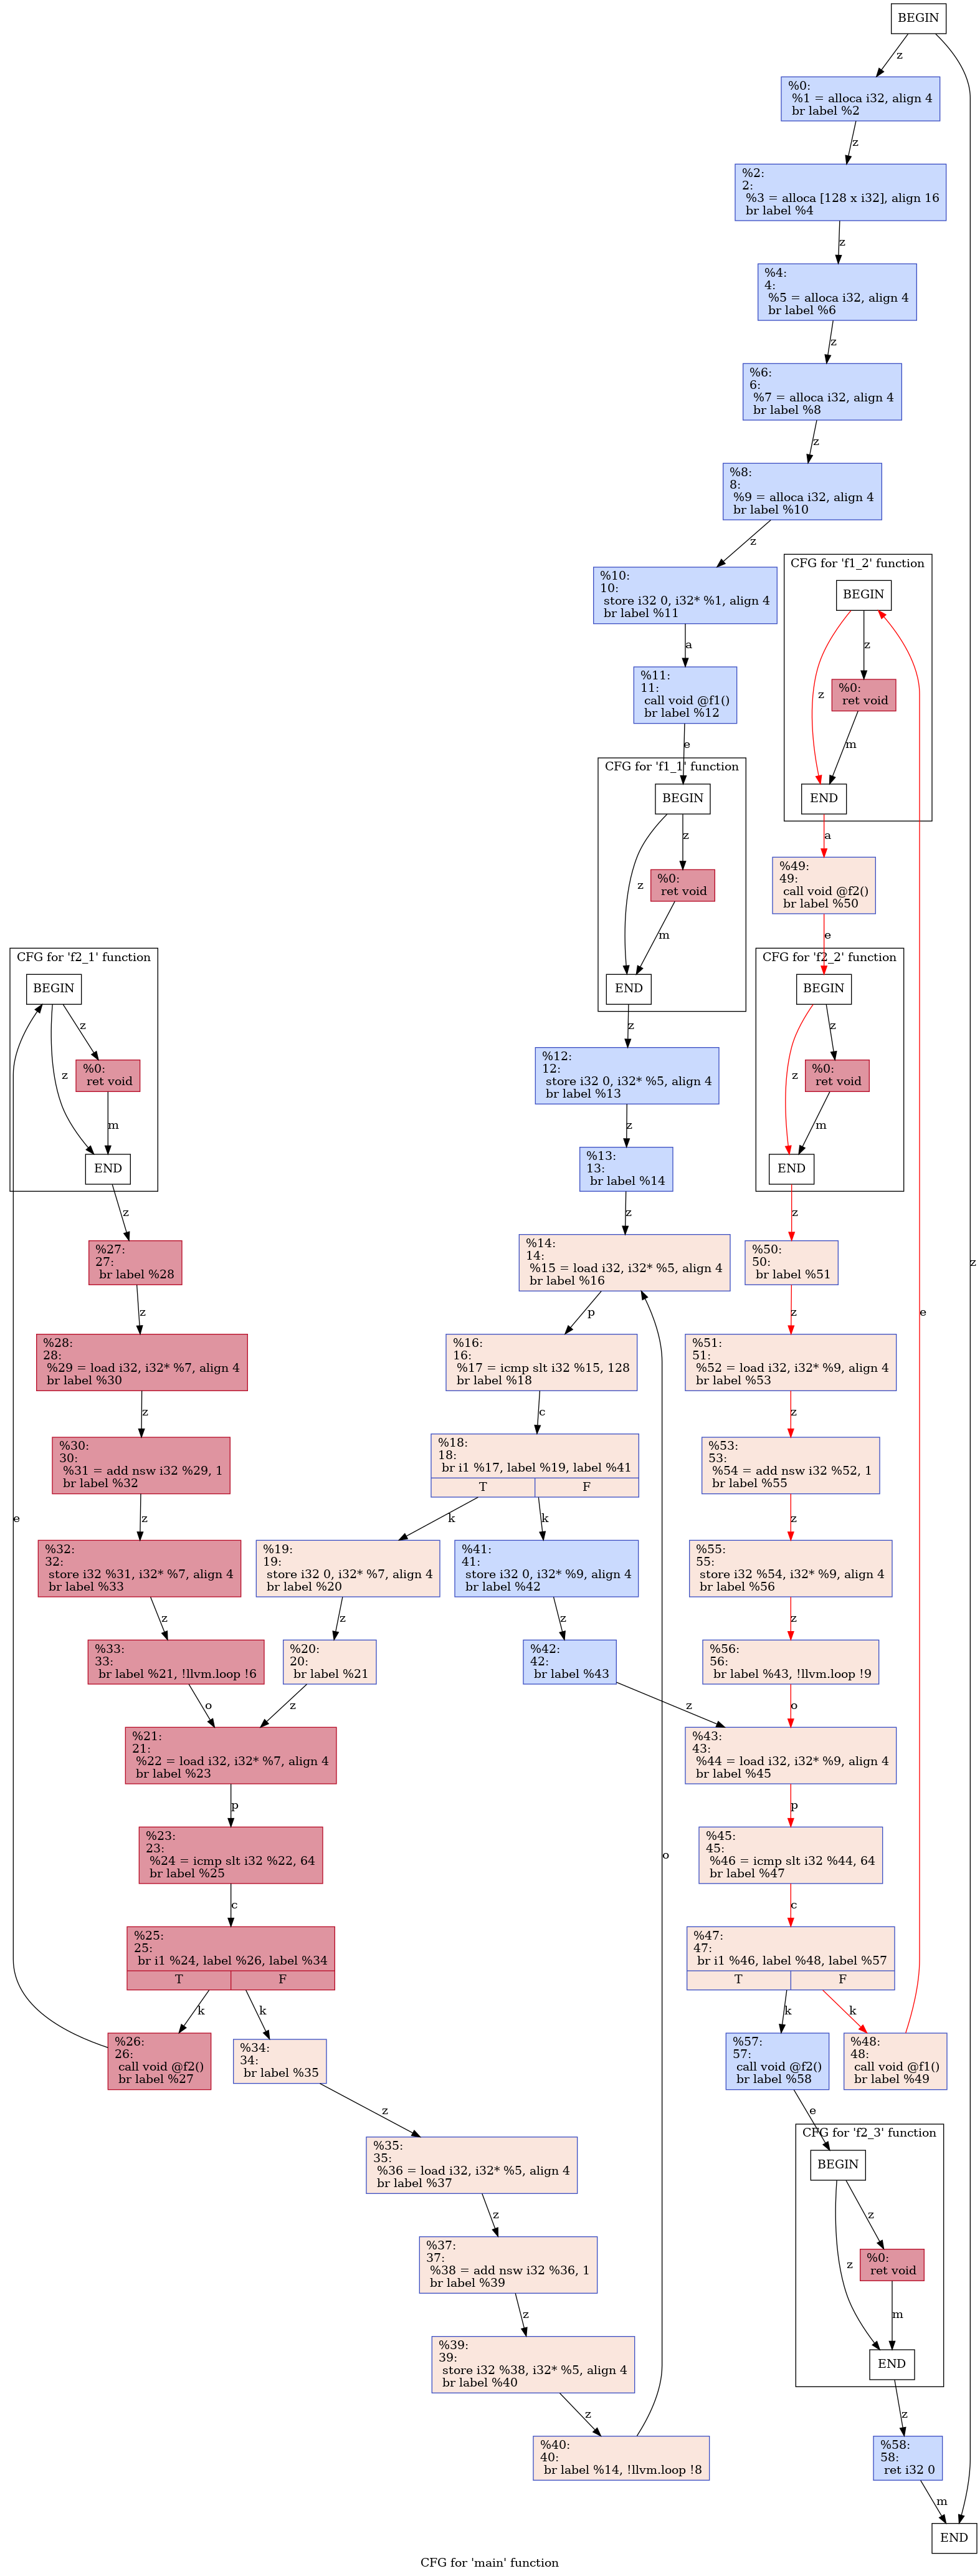 BEGIN
z
%0:
%1 = alloca i32, align 4
br label %2
z
%2:
2:
%3 = alloca [128 x i32], align 16
br label %4
z
%4:
4:
%5 = alloca i32, align 4
br label %6
z
%6:
6:
%7 = alloca i32, align 4
br label %8
z
%8:
8:
%9 = alloca i32, align 4
br label %10
z
%10:
10:
store i32 0, i32* %1, align 4
br label %11
a
%11:
11:
call void @f1()
br label %12
e
CFG for 'f1_1' function
BEGIN
z
z
%0:
ret void
m
END
z
%12:
12:
store i32 0, i32* %5, align 4
br label %13
z
%13:
13:
br label %14
z
%14:
14:
%15 = load i32, i32* %5, align 4
br label %16
p
%16:
16:
%17 = icmp slt i32 %15, 128
br label %18
c
%18:
18:
br i1 %17, label %19, label %41
T
F
k
k
%19:
19:
store i32 0, i32* %7, align 4
br label %20
z
%20:
20:
br label %21
z
%41:
41:
store i32 0, i32* %9, align 4
br label %42
z
%42:
42:
br label %43
z
CFG for 'f2_1' function
BEGIN
z
z
%0:
ret void
m
END
z
%27:
27:
br label %28
z
%28:
28:
%29 = load i32, i32* %7, align 4
br label %30
z
%30:
30:
%31 = add nsw i32 %29, 1
br label %32
z
%32:
32:
store i32 %31, i32* %7, align 4
br label %33
z
%33:
33:
br label %21, !llvm.loop !6
o
%21:
21:
%22 = load i32, i32* %7, align 4
br label %23
p
%23:
23:
%24 = icmp slt i32 %22, 64
br label %25
c
%25:
25:
br i1 %24, label %26, label %34
T
F
k
k
%26:
26:
call void @f2()
br label %27
e
%34:
34:
br label %35
z
%35:
35:
%36 = load i32, i32* %5, align 4
br label %37
z
%37:
37:
%38 = add nsw i32 %36, 1
br label %39
z
%39:
39:
store i32 %38, i32* %5, align 4
br label %40
z
%40:
40:
br label %14, !llvm.loop !8
o
CFG for 'f1_2' function
BEGIN
z
z
%0:
ret void
m
END
a
%49:
49:
call void @f2()
br label %50
e
CFG for 'f2_2' function
BEGIN
z
z
%0:
ret void
m
END
z
%50:
50:
br label %51
z
%51:
51:
%52 = load i32, i32* %9, align 4
br label %53
z
%53:
53:
%54 = add nsw i32 %52, 1
br label %55
z
%55:
55:
store i32 %54, i32* %9, align 4
br label %56
z
%56:
56:
br label %43, !llvm.loop !9
o
%43:
43:
%44 = load i32, i32* %9, align 4
br label %45
p
%45:
45:
%46 = icmp slt i32 %44, 64
br label %47
c
%47:
47:
br i1 %46, label %48, label %57
T
F
k
k
%57:
57:
call void @f2()
br label %58
e
%48:
48:
call void @f1()
br label %49
e
CFG for 'f2_3' function
BEGIN
z
z
%0:
ret void
m
END
z
%58:
58:
ret i32 0
m
z
END
CFG for 'main' function